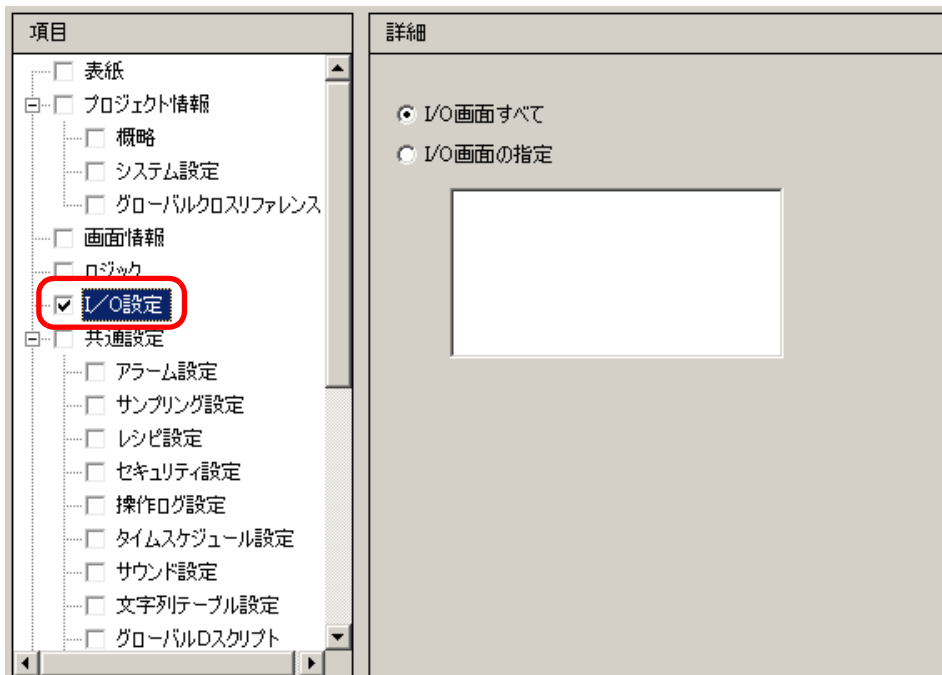 項目
表紙
プロジェクト情報
概略
システム設定
グローバルクロスリファレンス
画面情報
ロジック
I/O設定
共通設定
アラーム設定
サンプリング設定
レシピ設定
セキュリティ設定
操作ログ設定
タイムスケジュール設定
サウンド設定
文字列テーブル設定
グローバルDスクリプト
詳細
I/O画面すべて
I/O画面の指定